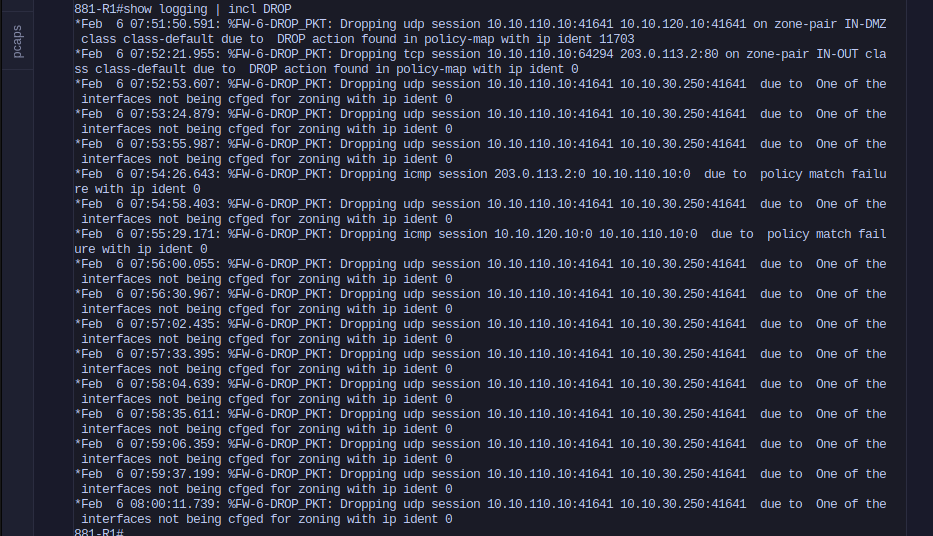 pcaps
881-R1#show logging | incl DROP
*Feb  6 07:51:50.591: %FW-6-DROP_PKT: Dropping udp session 10.10.110.10:41641 10.10.120.10:41641 on zone-pair IN-DMZ
 class class-default due to  DROP action found in policy-map with ip ident 11703
*Feb  6 07:52:21.955: %FW-6-DROP_PKT: Dropping tcp session 10.10.110.10:64294 203.0.113.2:80 on zone-pair IN-OUT cla
ss class-default due to  DROP action found in policy-map with ip ident 0
*Feb  6 07:52:53.607: %FW-6-DROP_PKT: Dropping udp session 10.10.110.10:41641 10.10.30.250:41641  due to  One of the
 interfaces not being cfged for zoning with ip ident 0
*Feb  6 07:53:24.879: %FW-6-DROP_PKT: Dropping udp session 10.10.110.10:41641 10.10.30.250:41641  due to  One of the
 interfaces not being cfged for zoning with ip ident 0
*Feb  6 07:53:55.987: %FW-6-DROP_PKT: Dropping udp session 10.10.110.10:41641 10.10.30.250:41641  due to  One of the
 interfaces not being cfged for zoning with ip ident 0
*Feb  6 07:54:26.643: %FW-6-DROP_PKT: Dropping icmp session 203.0.113.2:0 10.10.110.10:0  due to  policy match failu
re with ip ident 0
*Feb  6 07:54:58.403: %FW-6-DROP_PKT: Dropping udp session 10.10.110.10:41641 10.10.30.250:41641  due to  One of the
 interfaces not being cfged for zoning with ip ident 0
*Feb  6 07:55:29.171: %FW-6-DROP_PKT: Dropping icmp session 10.10.120.10:0 10.10.110.10:0  due to  policy match fail
ure with ip ident 0
*Feb  6 07:56:00.055: %FW-6-DROP_PKT: Dropping udp session 10.10.110.10:41641 10.10.30.250:41641  due to  One of the
 interfaces not being cfged for zoning with ip ident 0
*Feb  6 07:56:30.967: %FW-6-DROP_PKT: Dropping udp session 10.10.110.10:41641 10.10.30.250:41641  due to  One of the
 interfaces not being cfged for zoning with ip ident 0
*Feb  6 07:57:02.435: %FW-6-DROP_PKT: Dropping udp session 10.10.110.10:41641 10.10.30.250:41641  due to  One of the
 interfaces not being cfged for zoning with ip ident 0
*Feb  6 07:57:33.395: %FW-6-DROP_PKT: Dropping udp session 10.10.110.10:41641 10.10.30.250:41641  due to  One of the
 interfaces not being cfged for zoning with ip ident 0
*Feb  6 07:58:04.639: %FW-6-DROP_PKT: Dropping udp session 10.10.110.10:41641 10.10.30.250:41641  due to  One of the
 interfaces not being cfged for zoning with ip ident 0
*Feb  6 07:58:35.611: %FW-6-DROP_PKT: Dropping udp session 10.10.110.10:41641 10.10.30.250:41641  due to  One of the
 interfaces not being cfged for zoning with ip ident 0
*Feb  6 07:59:06.359: %FW-6-DROP_PKT: Dropping udp session 10.10.110.10:41641 10.10.30.250:41641  due to  One of the
 interfaces not being cfged for zoning with ip ident 0
*Feb  6 07:59:37.199: %FW-6-DROP_PKT: Dropping udp session 10.10.110.10:41641 10.10.30.250:41641  due to  One of the
 interfaces not being cfged for zoning with ip ident 0
*Feb  6 08:00:11.739: %FW-6-DROP_PKT: Dropping udp session 10.10.110.10:41641 10.10.30.250:41641  due to  One of the
 interfaces not being cfged for zoning with ip ident 0
881-R1#